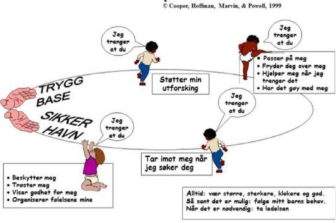 © Cooper, Hoffman, Marvin, & Powell, 1999
Jeg
trenger
at du
Jeg
trenger
at du
• Passer på meg
• Fryder deg over meg
• Hjelper meg når jeg
trenger det
• Har det gøy med meg
Støtter min
utforsking
TRYGG
BASE
SIKKER
HAVN
Jeg
trenger
at du
Jeg
trenger
at du
Tar imot meg når
jeg søker deg
• Beskytter meg
• Trøster meg
• Viser godhet for meg
• Organiserer følelsene mine
Alltid: vær større, sterkere, klokere og god.
Så sant det er mulig: følge mitt barns behov.
Når det er nødvendig: ta ledelsen